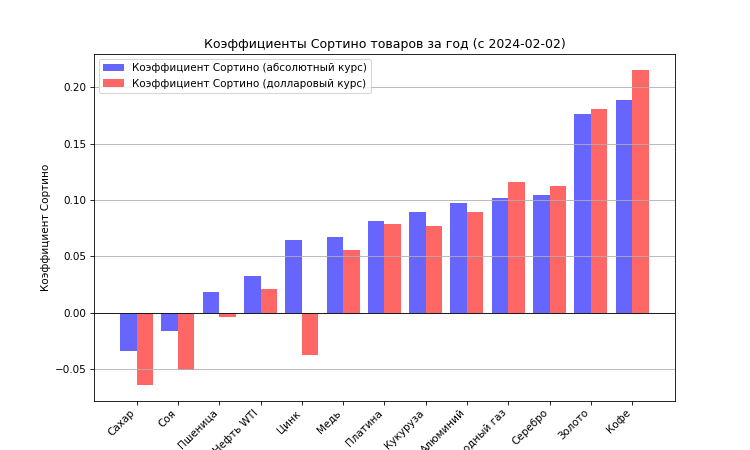 Коэффициенты Сортино товаров за год (с 2024-02-02)
Коэффициент Сортино (абсолютный курс)
Коэффициент Сортино (долларовый курс)
Коэффициент Сортино
0.20
0.15
0.10
0.05
0.00
−0.05
Сахар
Соя
Пшеница
Нефть WTI
Цинк
Медь
Платина
Кукуруза
Алюминий
газ
Серебро
Золото
Кофе